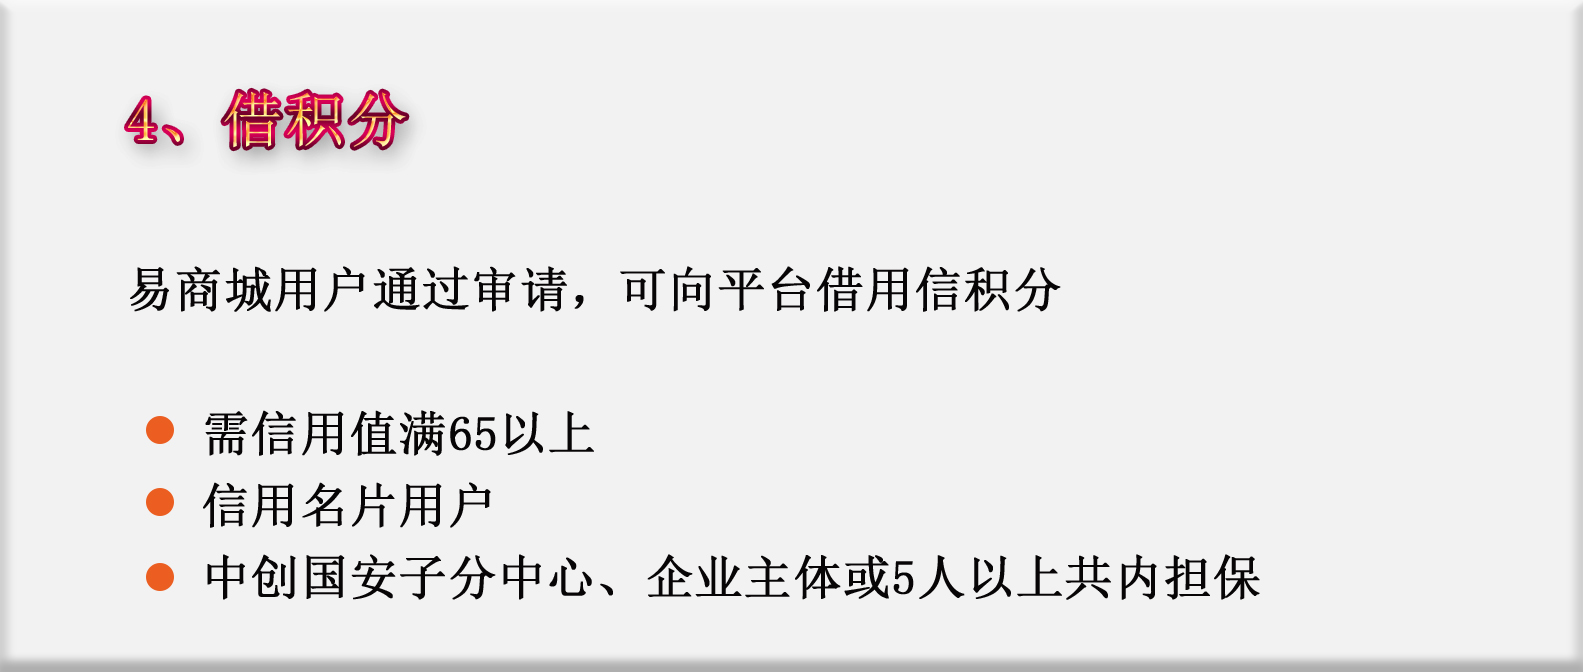 4、借积分
易商城用户通过审请，可向平台借用信积分
需信用值满65以上
信用名片用户
中创国安子分中心、企业主体或5人以上共内担保